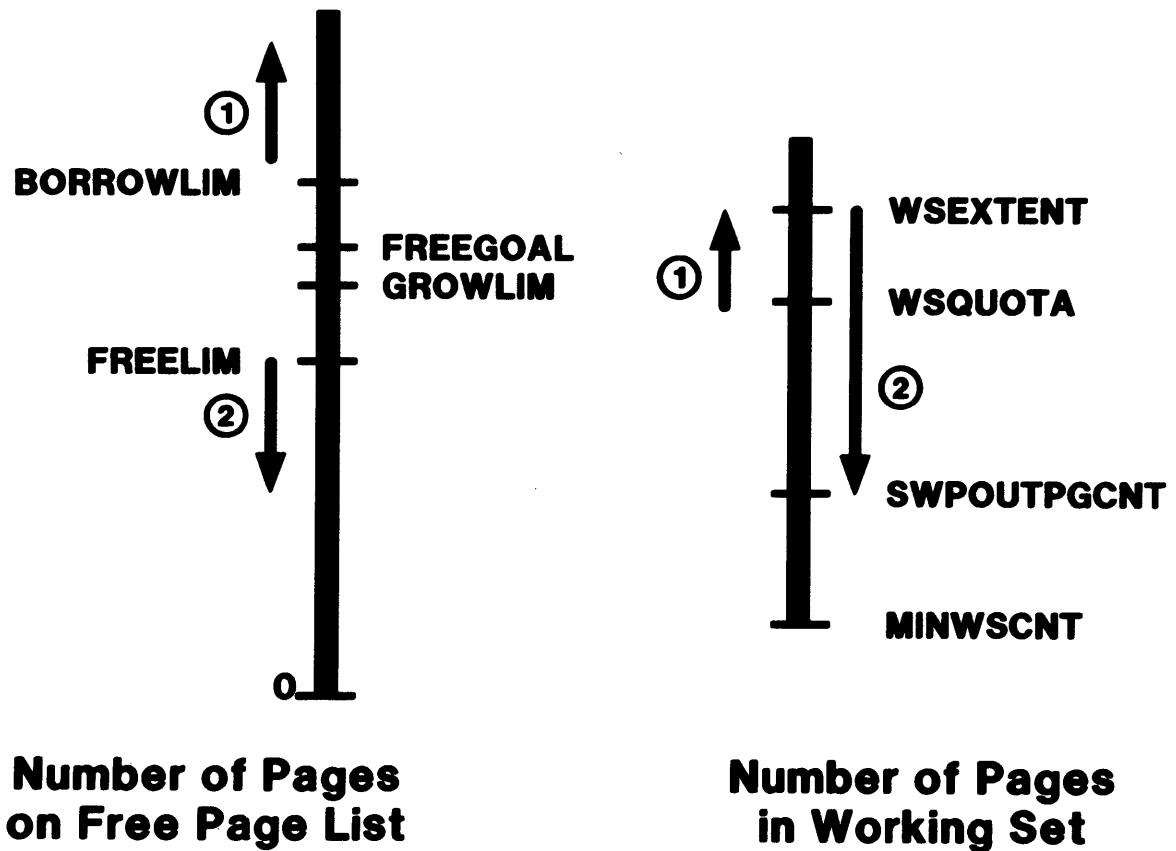 ①
BORROWLIM
FREEGOAL
GROWLIM
FREELIM
②
0
Number of Pages
on Free Page List
WSEXTENT
①
WSQUOTA
②
SWPOUTPGCNT
MINWSCNT
Number of Pages
in Working Set